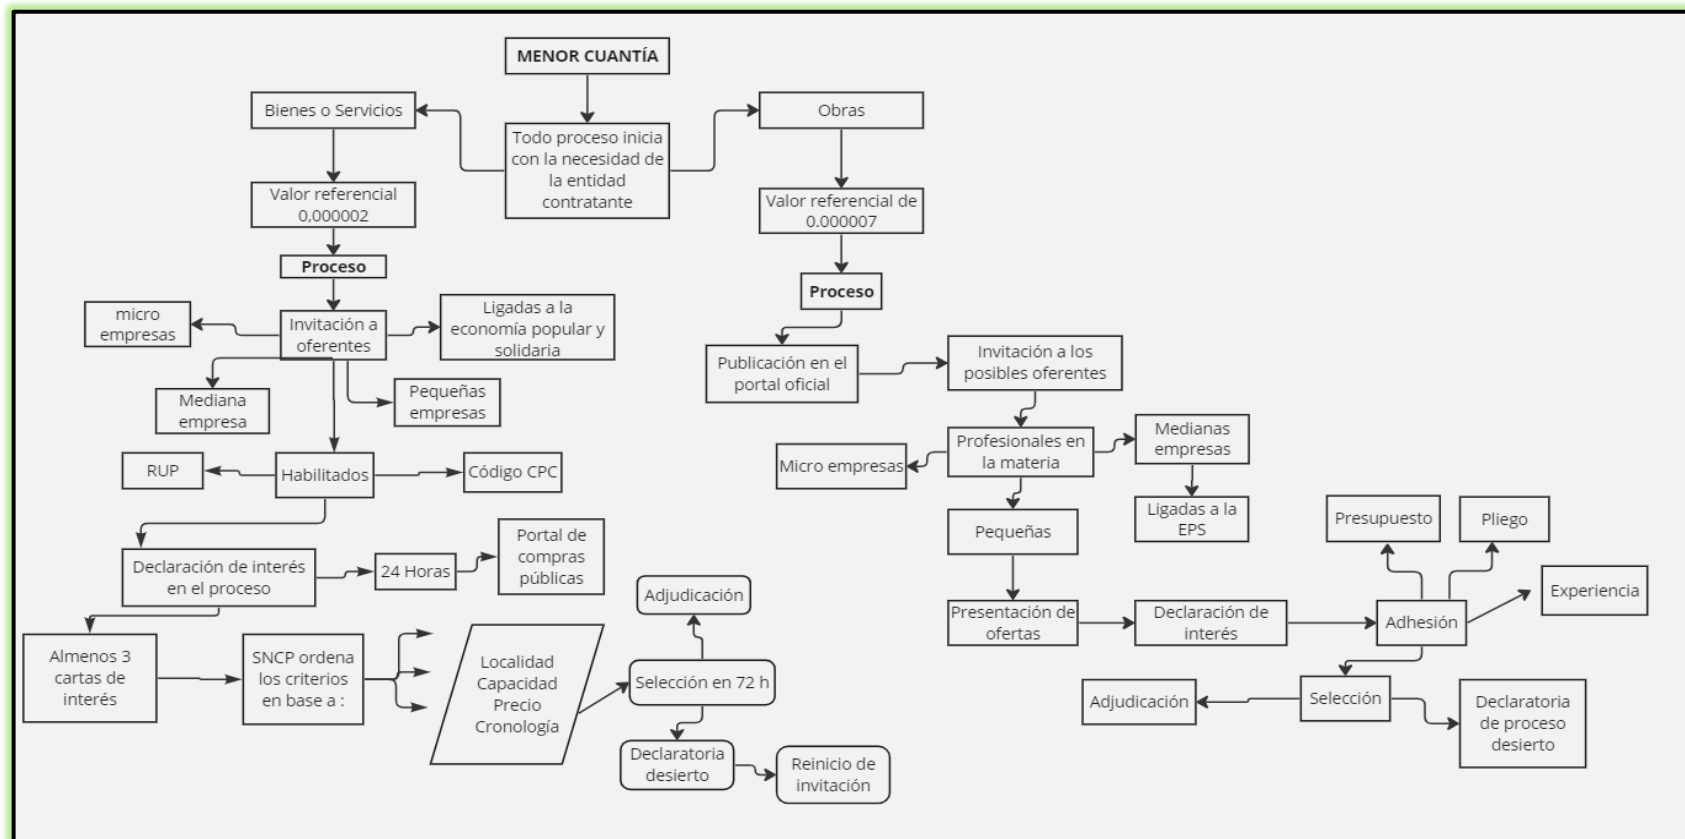 MENOR CUANTÍA
Bienes o Servicios
Obras
Todo proceso inicia
con la necesidad de
la entidad
contratante
Valor referencial
0,000002
Valor referencial de
0.000007
Proceso
Proceso
micro
empresas
Invitación a
oferentes
Ligadas a la
economía popular y
solidaria
Mediana
empresa
Pequeñas
empresas
RUP
Habilitados
Código CPC
Declaración de interés
en el proceso
24 Horas
Portal de
compras
públicas
Almenos 3
cartas de
interés
SNCP ordena
los criterios
en base a :
Localidad
Capacidad
Precio
Cronología
Adjudicación
Selección en 72 h
Declaratoria
desierto
Reinicio de
invitación
Publicación en el
portal oficial
Invitación a los
posibles oferentes
Micro empresas
Profesionales en
la materia
Medianas
empresas
Ligadas a la
EPS
Pequeñas
Presentación de
ofertas
Declaración de
interés
Adhesión
Presupuesto
Pliego
Experiencia
Selección
Adjudicación
Declaratoria
de proceso
desierto